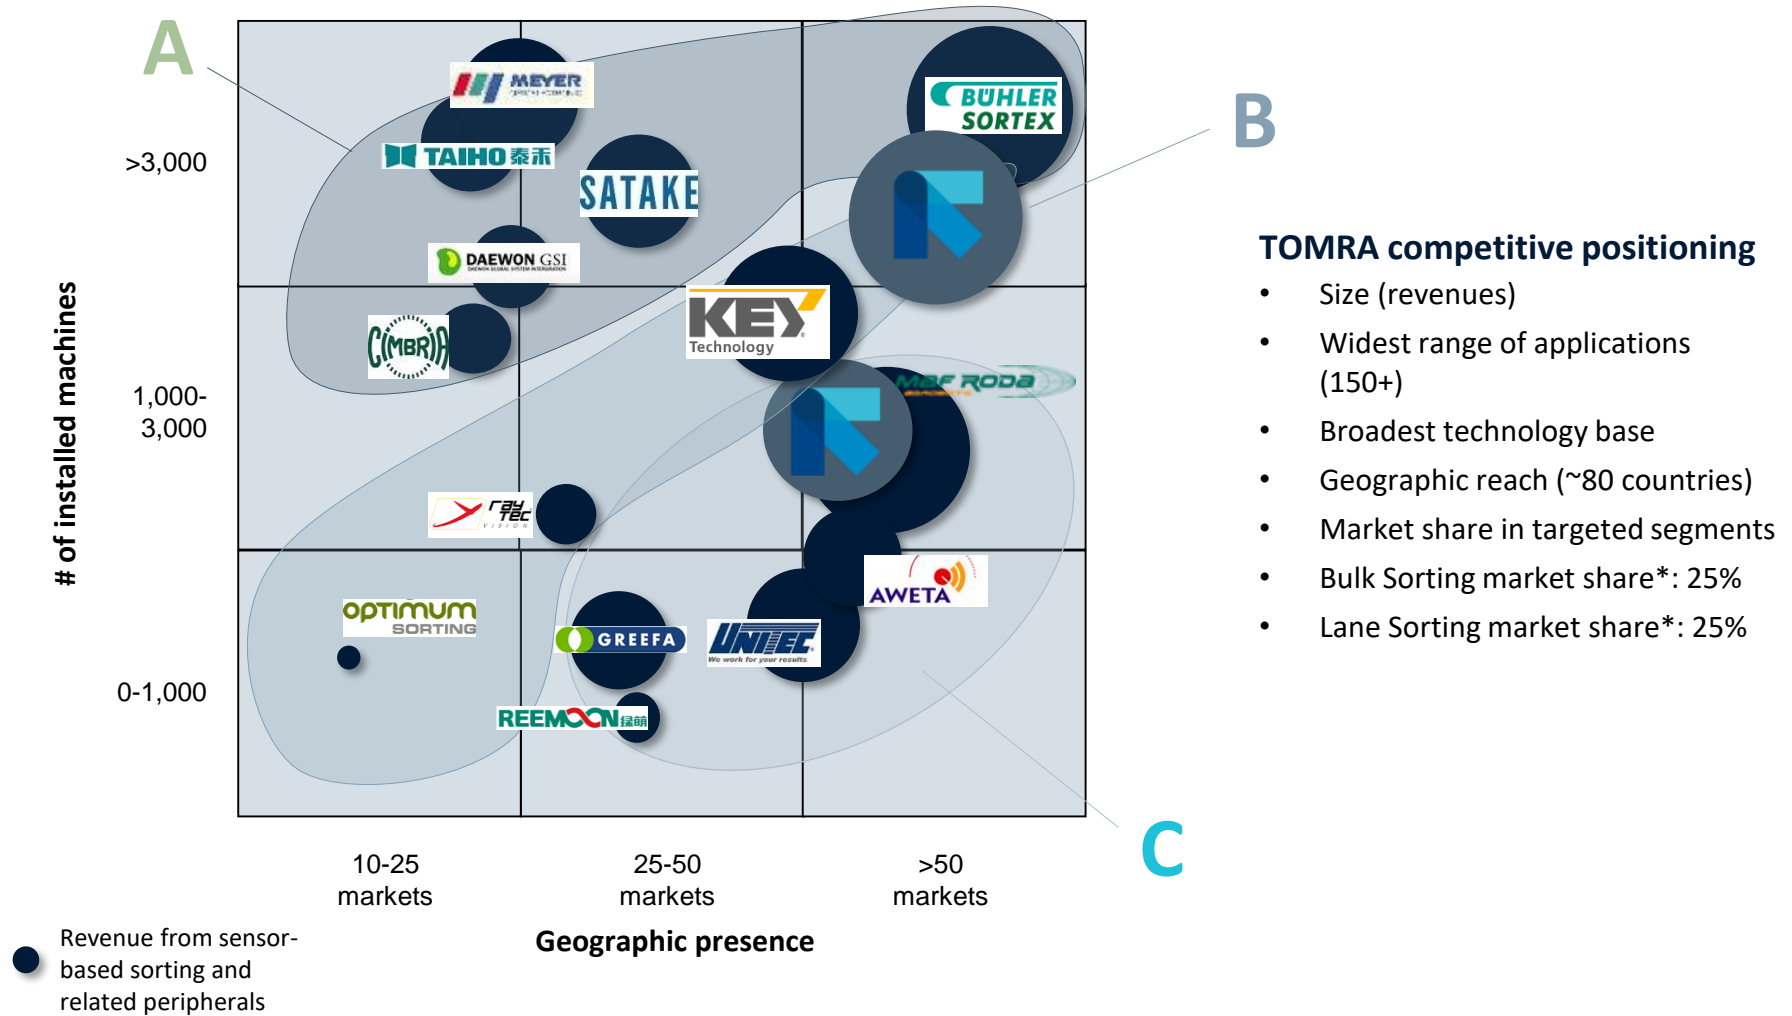 A
MEYER
BÜHLER
SORTEX
B
TAIHO 泰禾
>3,000
SATAKE
DAEWON GSI
DAEWON GLOBAL SYSTEM INTERGRATION
KEY
Technology
CIMBRIA
MAF RODA
1,000-
3,000
# of installed machines
raytec
VISION
AWETA
OPTIMUM
SORTING
GREEFA
UNITEC
We work for your results
0-1,000
REEMOON 绿萌
C
10-25
markets
25-50
markets
>50
markets
Geographic presence
Revenue from sensor-
based sorting and
related peripherals
TOMRA competitive positioning
• Size (revenues)
• Widest range of applications
(150+)
• Broadest technology base
• Geographic reach (~80 countries)
• Market share in targeted segments
• Bulk Sorting market share*: 25%
• Lane Sorting market share*: 25%